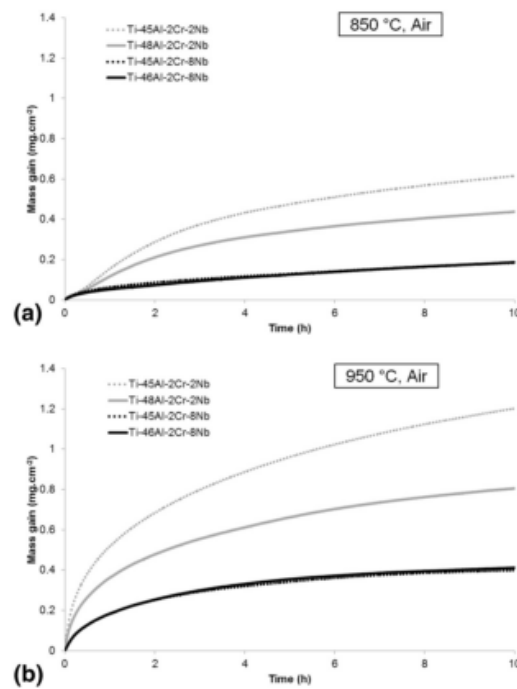 850 °C, Air
Ti-45Al-2Cr-2Nb
Ti-48Al-2Cr-2Nb
Ti-45Al-2Cr-8Nb
Ti-46Al-2Cr-8Nb
Mass gain (mg.cm⁻²)
1.4
1.2
1
0.8
0.6
0.4
0.2
0
0 2 4 6 8 10
Time (h)
(a)
950 °C, Air
Ti-45Al-2Cr-2Nb
Ti-48Al-2Cr-2Nb
Ti-45Al-2Cr-8Nb
Ti-46Al-2Cr-8Nb
Mass gain (mg.cm⁻²)
1.4
1.2
1
0.8
0.6
0.4
0.2
0
0 2 4 6 8 10
Time (h)
(b)